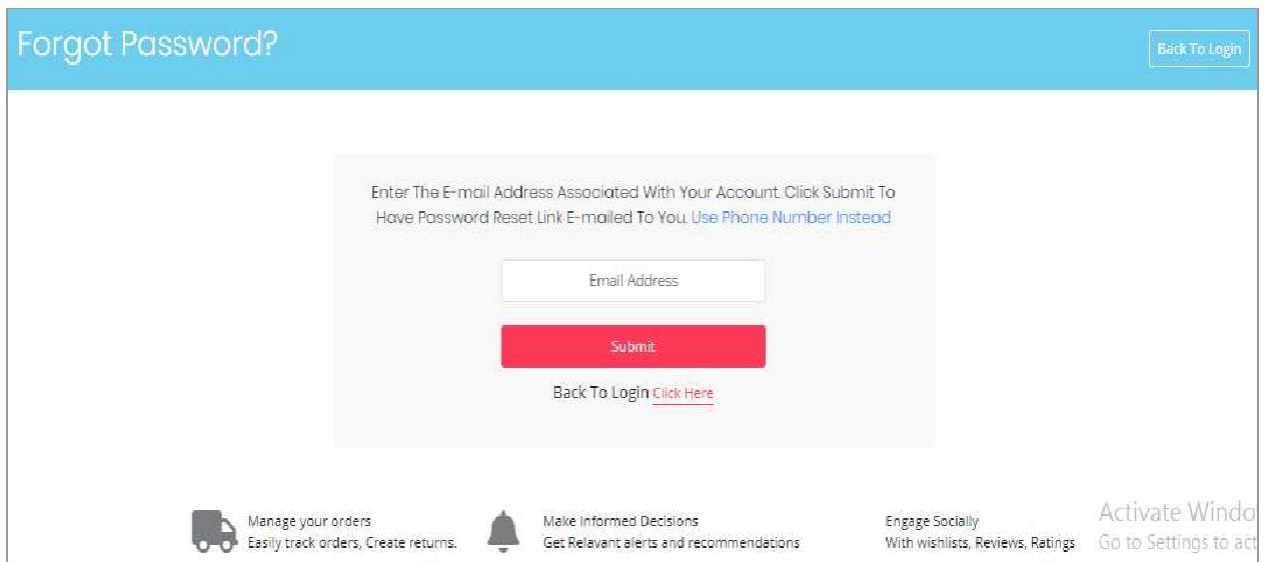 Forgot Password?
Back To Login
Enter The E-mail Address Associated With Your Account. Click Submit To
Have Password Reset Link E-mailed To You. Use Phone Number Instead
Email Address
Submit
Back To Login Click Here
Manage your orders
Easily track orders, Create returns.
Make Informed Decisions
Get Relavant alerts and recommendations
Engage Socially
With wishlists, Reviews, Ratings
Activate Windo
Go to Settings to act